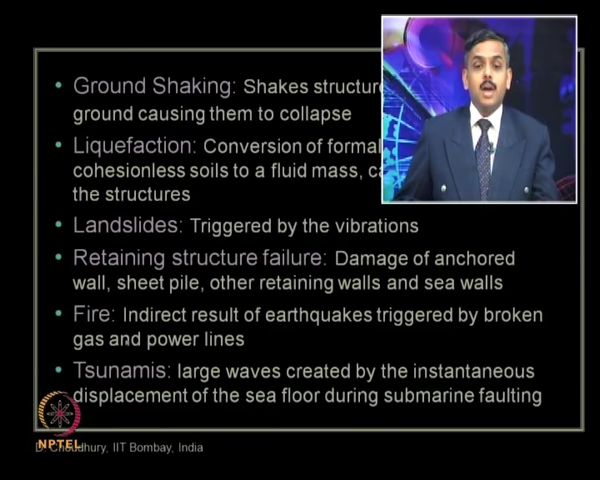 Ground Shaking: Shakes structure
ground causing them to collapse
Liquefaction: Conversion of formal
cohesionless soils to a fluid mass,
the structures
Landslides: Triggered by the vibrations
Retaining structure failure: Damage of anchored
wall, sheet pile, other retaining walls and sea walls
Fire: Indirect result of earthquakes triggered by broken
gas and power lines
Tsunamis: large waves created by the instantaneous
displacement of the sea floor during submarine faulting
NPTEL
D. Choudhury, IIT Bombay, India